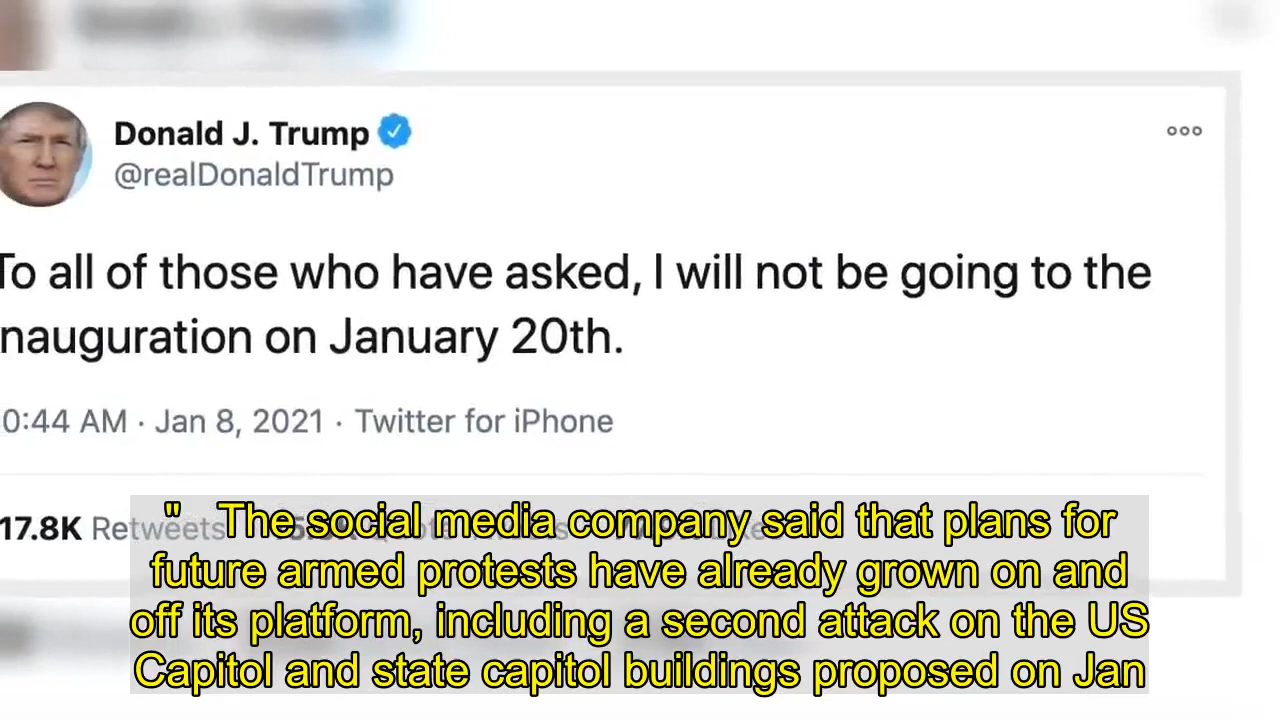 Donald J. Trump
@realDonaldTrump
To all of those who have asked, I will not be going to the
nauguration on January 20th.
0:44 AM · Jan 8, 2021 · Twitter for iPhone
17.8K Retweets
" The social media company said that plans for
future armed protests have already grown on and
off its platform, including a second attack on the US
Capitol and state capitol buildings proposed on Jan